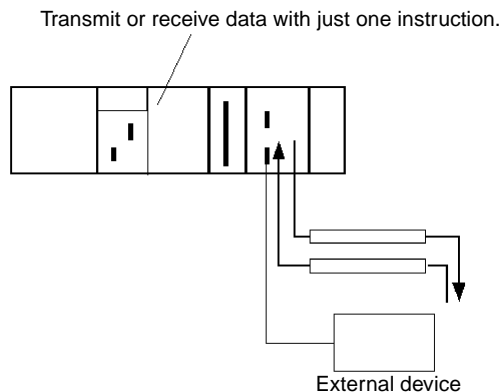 Transmit or receive data with just one instruction.
External device